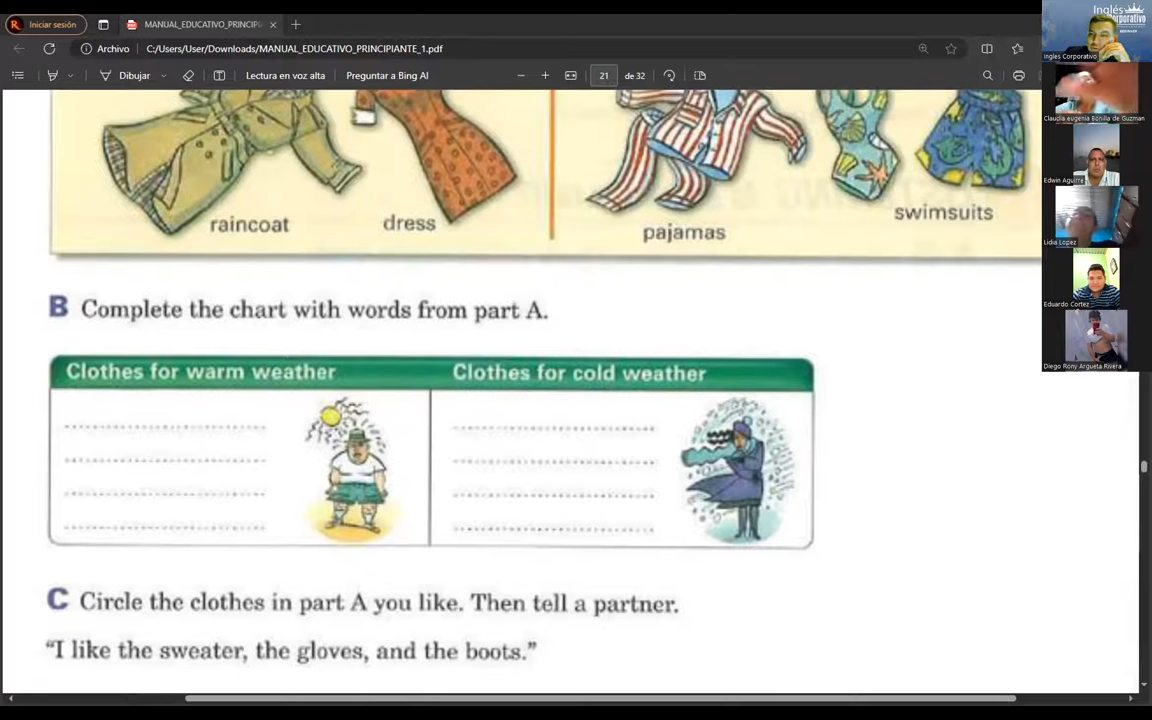 Iniciar sesión
MANUAL_EDUCATIVO_PRINCIPI
Archivo
C:/Users/User/Downloads/MANUAL_EDUCATIVO_PRINCIPIANTE_1.pdf
Dibujar
Lectura en voz alta
Preguntar a Bing AI
21
de 32
raincoat
dress
pajamas
swimsuits
B Complete the chart with words from part A.
Clothes for warm weather
Clothes for cold weather
C Circle the clothes in part A you like. Then tell a partner.
"I like the sweater, the gloves, and the boots."
Inglés
Ingles Corporativo
Claudia eugenia Bonilla de Guzman
Edwin Aguirre
Lidia Lopez
Eduardo Cortez
Diego Rony Argueta Rivera